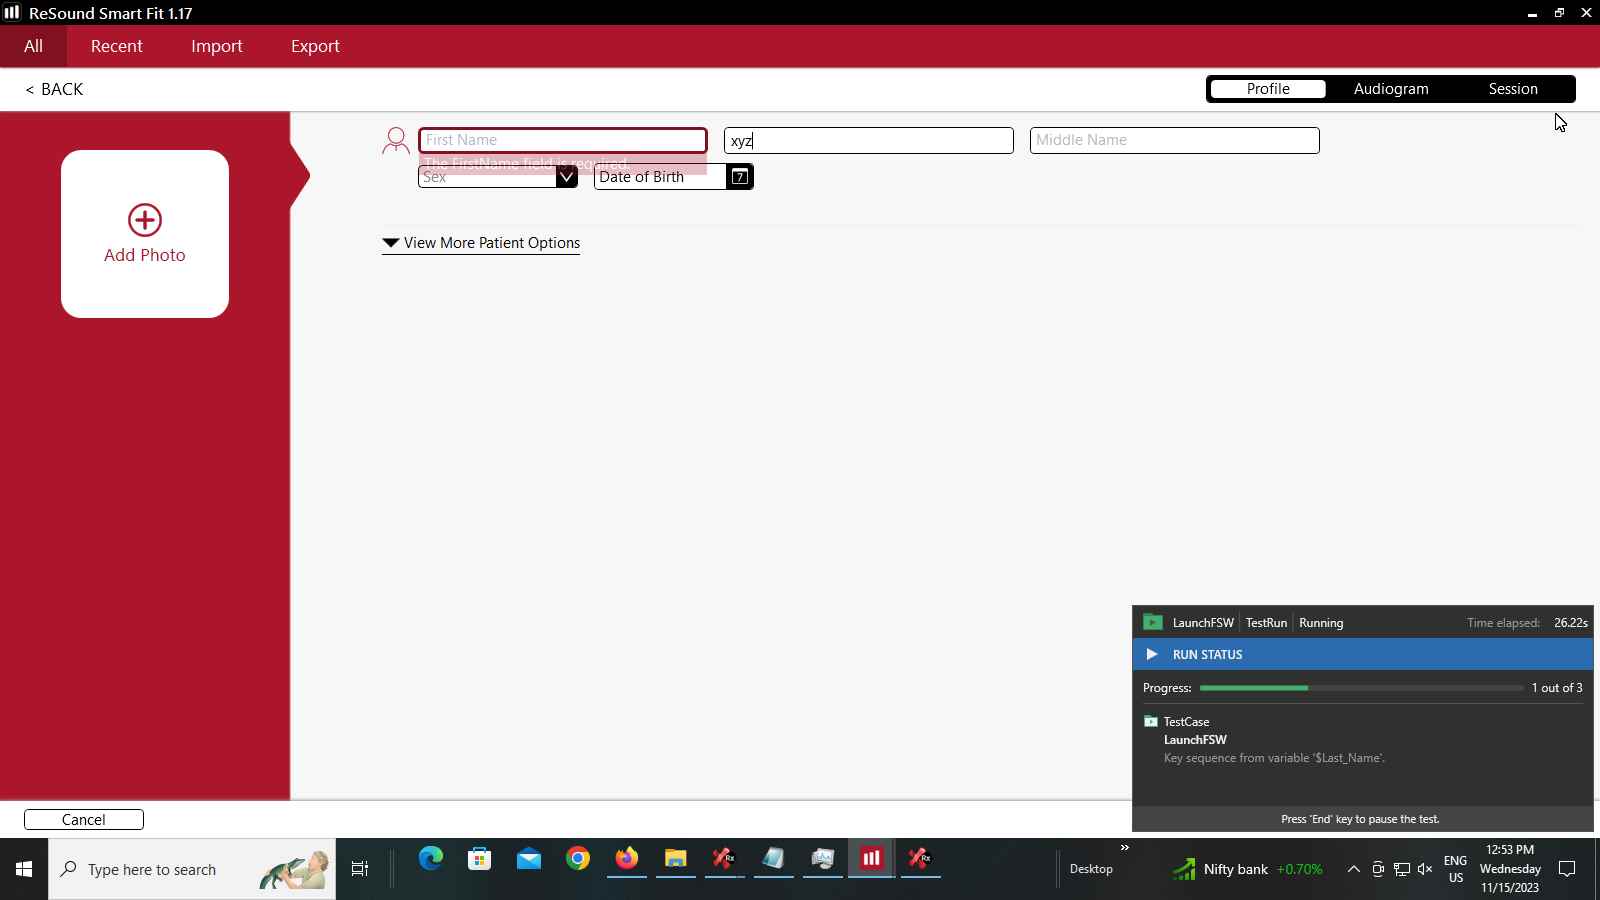 ReSound Smart Fit 1.17
All Recent Import Export
< BACK
Profile Audiogram Session
First Name xyz Middle Name
The FirstName field is required.
Sex Date of Birth 7
View More Patient Options
Add Photo
LaunchFSW TestRun Running Time elapsed: 26.22s
RUN STATUS
Progress: 1 out of 3
TestCase
LaunchFSW
Key sequence from variable '$Last_Name'.
Press 'End' key to pause the test.
Cancel
Type here to search
Rx
Rx
Desktop
Nifty bank +0.70%
ENG
US
12:53 PM
Wednesday
11/15/2023